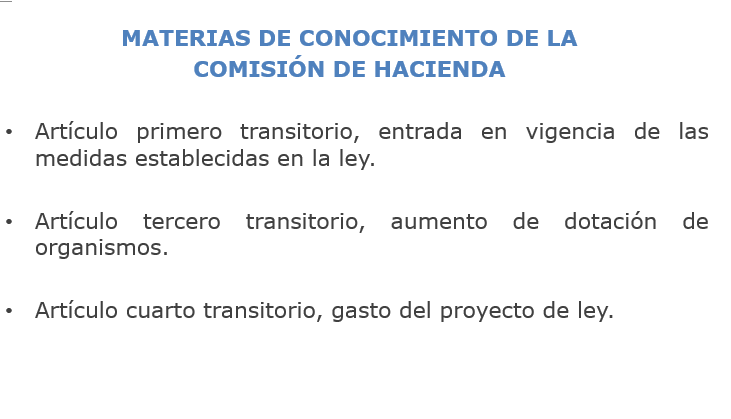 MATERIAS DE CONOCIMIENTO DE LA
COMISIÓN DE HACIENDA
• Artículo primero transitorio, entrada en vigencia de las
medidas establecidas en la ley.
• Artículo tercero transitorio, aumento de dotación de
organismos.
• Artículo cuarto transitorio, gasto del proyecto de ley.